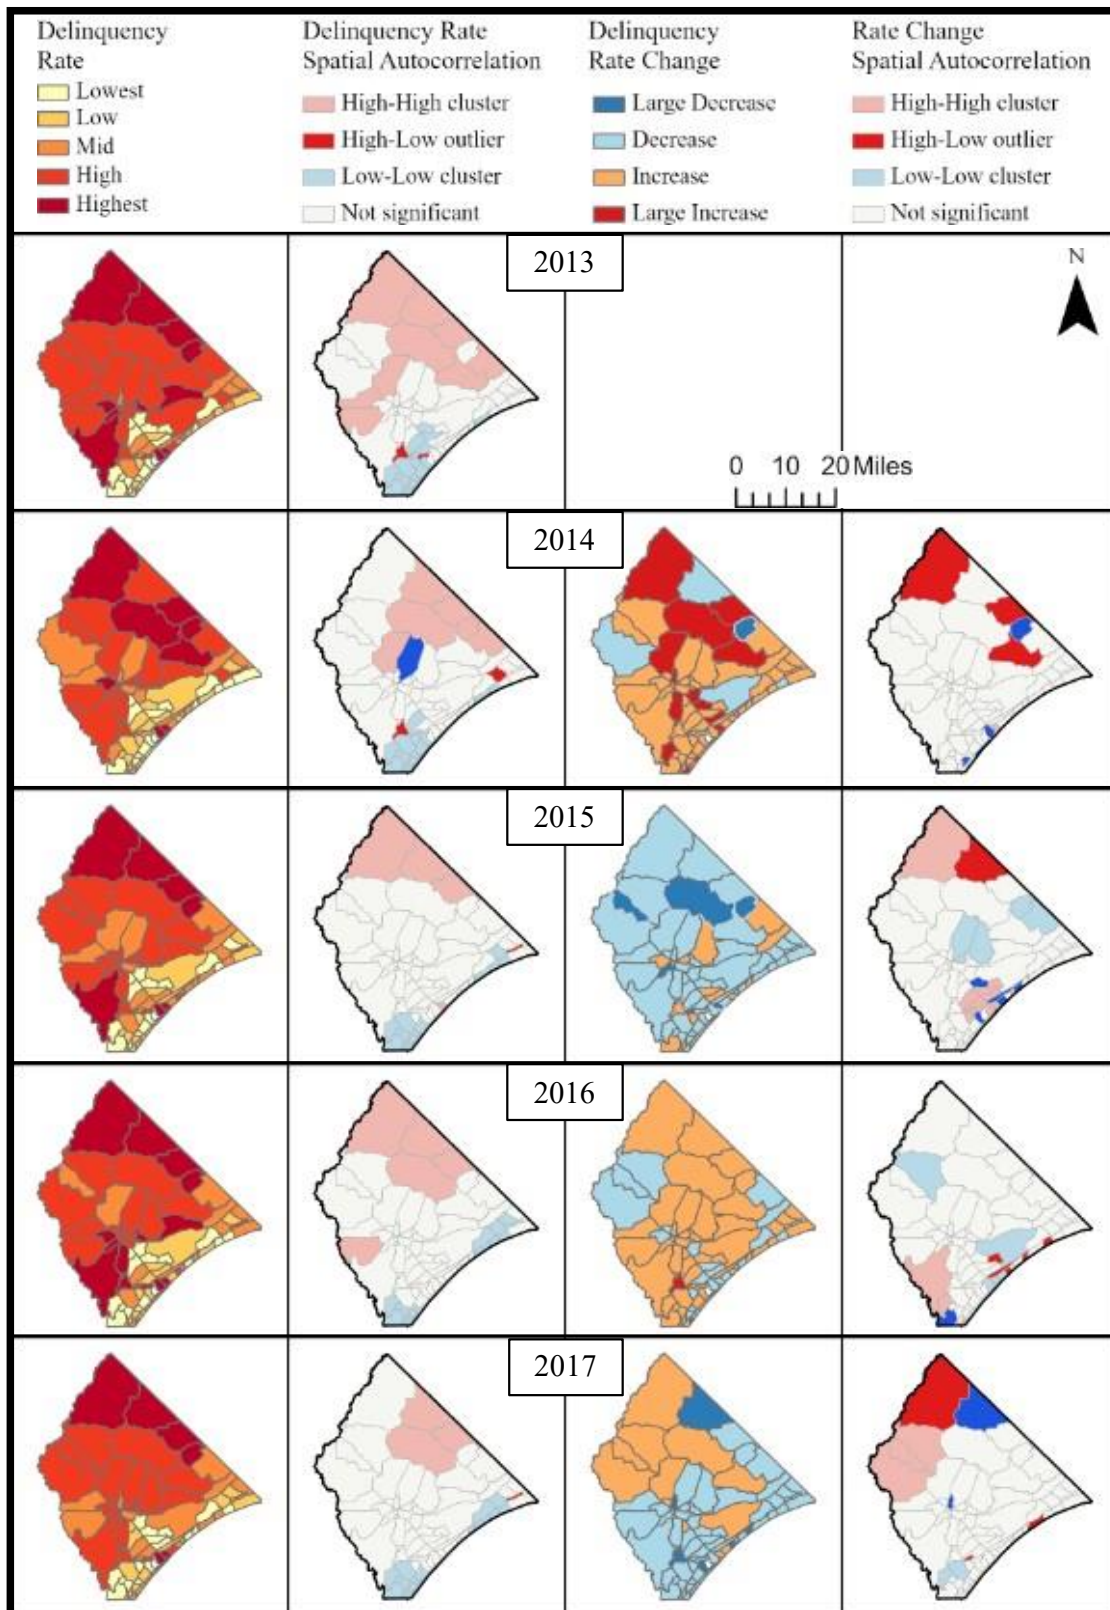 Delinquency
Rate
Lowest
Low
Mid
High
Highest
Delinquency Rate
Spatial Autocorrelation
High-High cluster
High-Low outlier
Low-Low cluster
Not significant
Delinquency
Rate Change
Large Decrease
Decrease
Increase
Large Increase
Rate Change
Spatial Autocorrelation
High-High cluster
High-Low outlier
Low-Low cluster
Not significant
2013
N
0 10 20 Miles
2014
2015
2016
2017